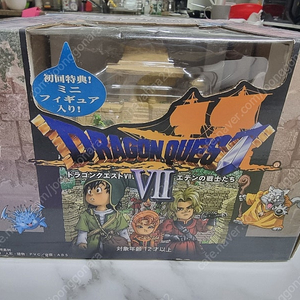 初回特典!
ミニ
フィギュア
入り!
DRAGON QUEST
VII
ドラゴンクエストVII
エデンの戦士たち
対象年齢12才以上